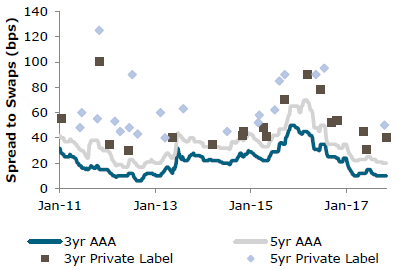 Spread to Swaps (bps)
140
120
100
80
60
40
20
0
Jan-11
Jan-13
Jan-15
Jan-17
3yr AAA
5yr AAA
3yr Private Label
5yr Private Label